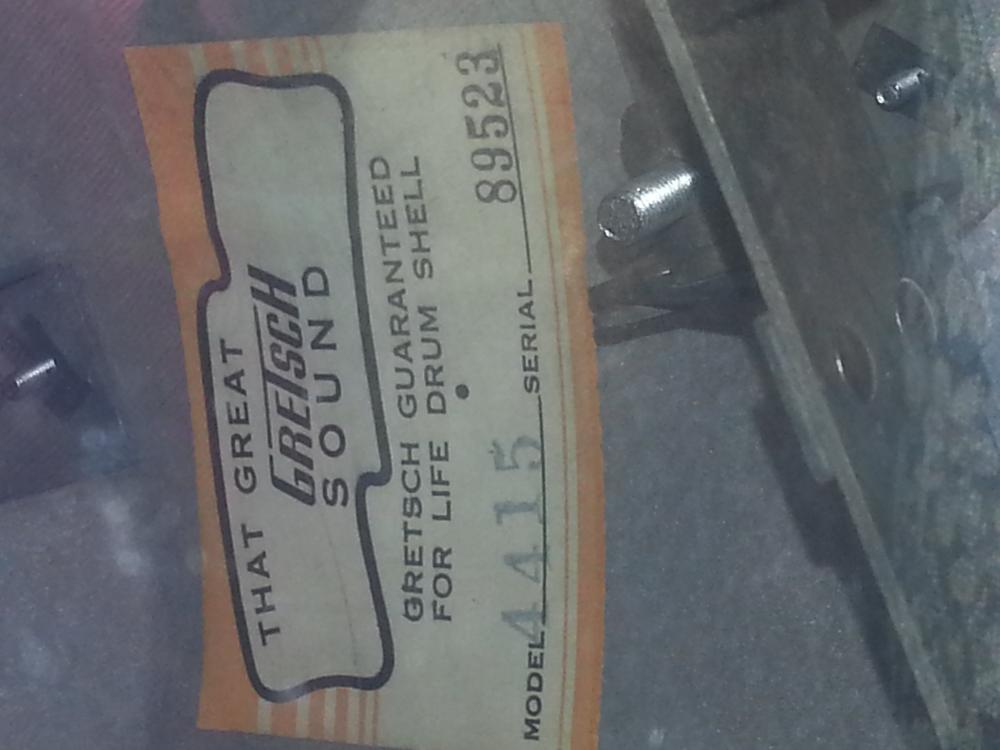 THAT GREAT
GRETSCH
SOUND
GRETSCH GUARANTEED
FOR LIFE DRUM SHELL
MODEL 4415 SERIAL 89523